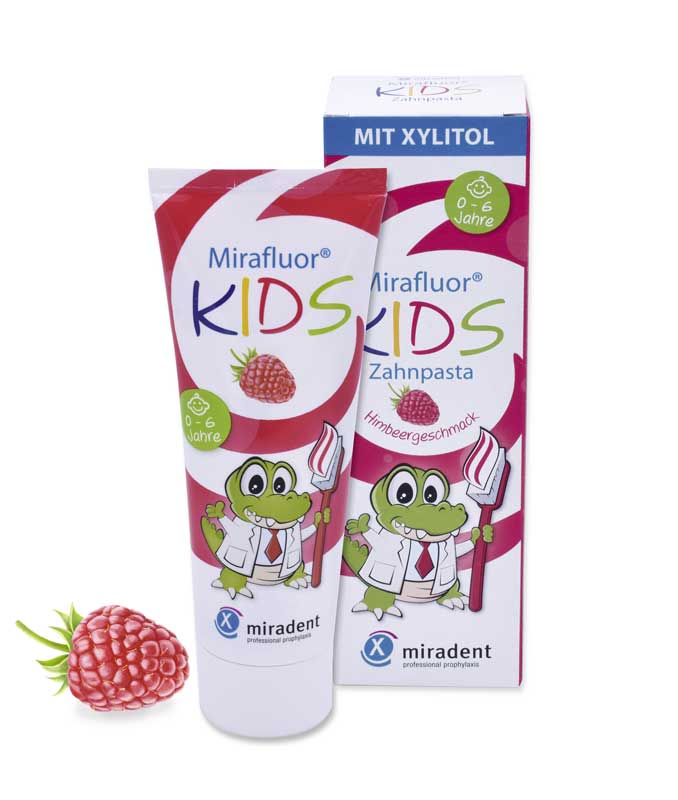 Mirafluor®
KIDS
0 - 6
Jahre
X
miradent
professional prophylaxis
Mirafluor
KIDS
Zahnpasta
MIT XYLITOL
0 - 6
Jahre
Mirafluor®
KIDS
Zahnpasta
Himbeergeschmack
X
miradent
professional prophylaxis